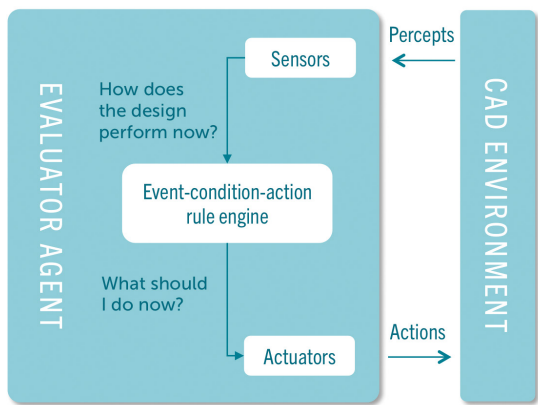 EVALUATOR AGENT
Sensors
How does
the design
perform now?
Event-condition-action
rule engine
What should
I do now?
Actuators
Percepts
Actions
CAD ENVIRONMENT